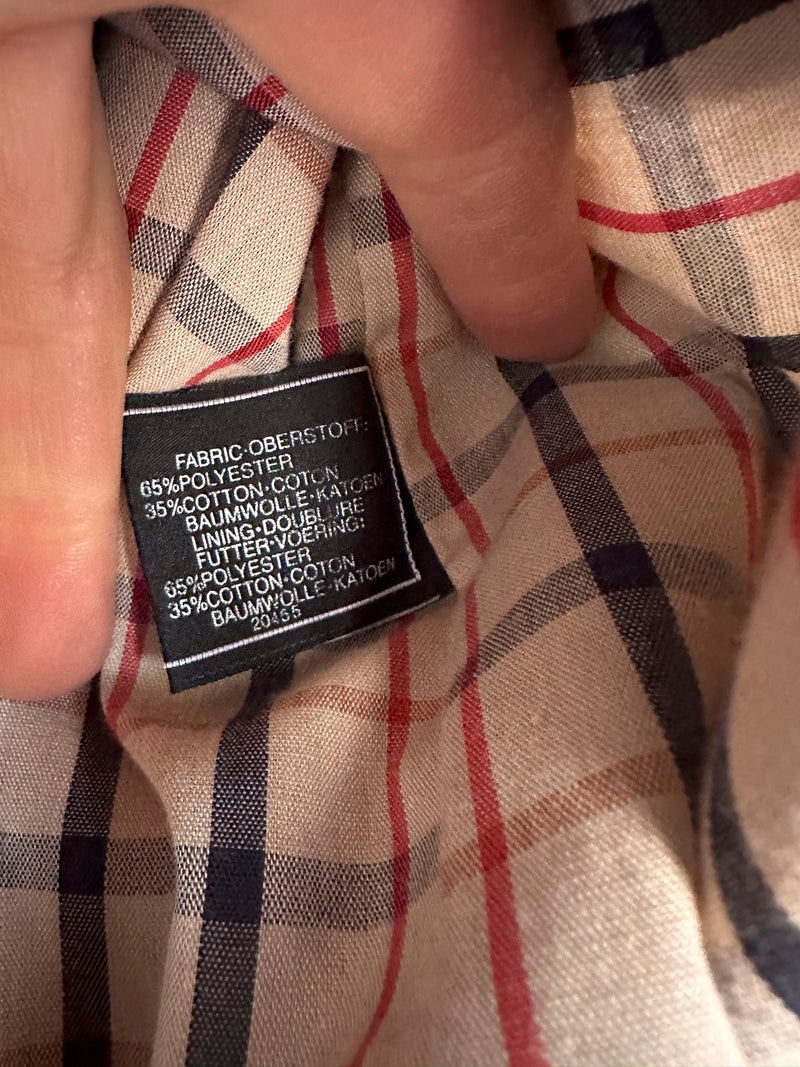 FABRIC·OBERSTOFF:
65%POLYESTER
35%COTTON·COTON
BAUMWOLLE·KATOEN
LINING·DOUBLURE
FUTTER·VOERING:
65%POLYESTER
35%COTTON·COTON
BAUMWOLLE·KATOEN
20455